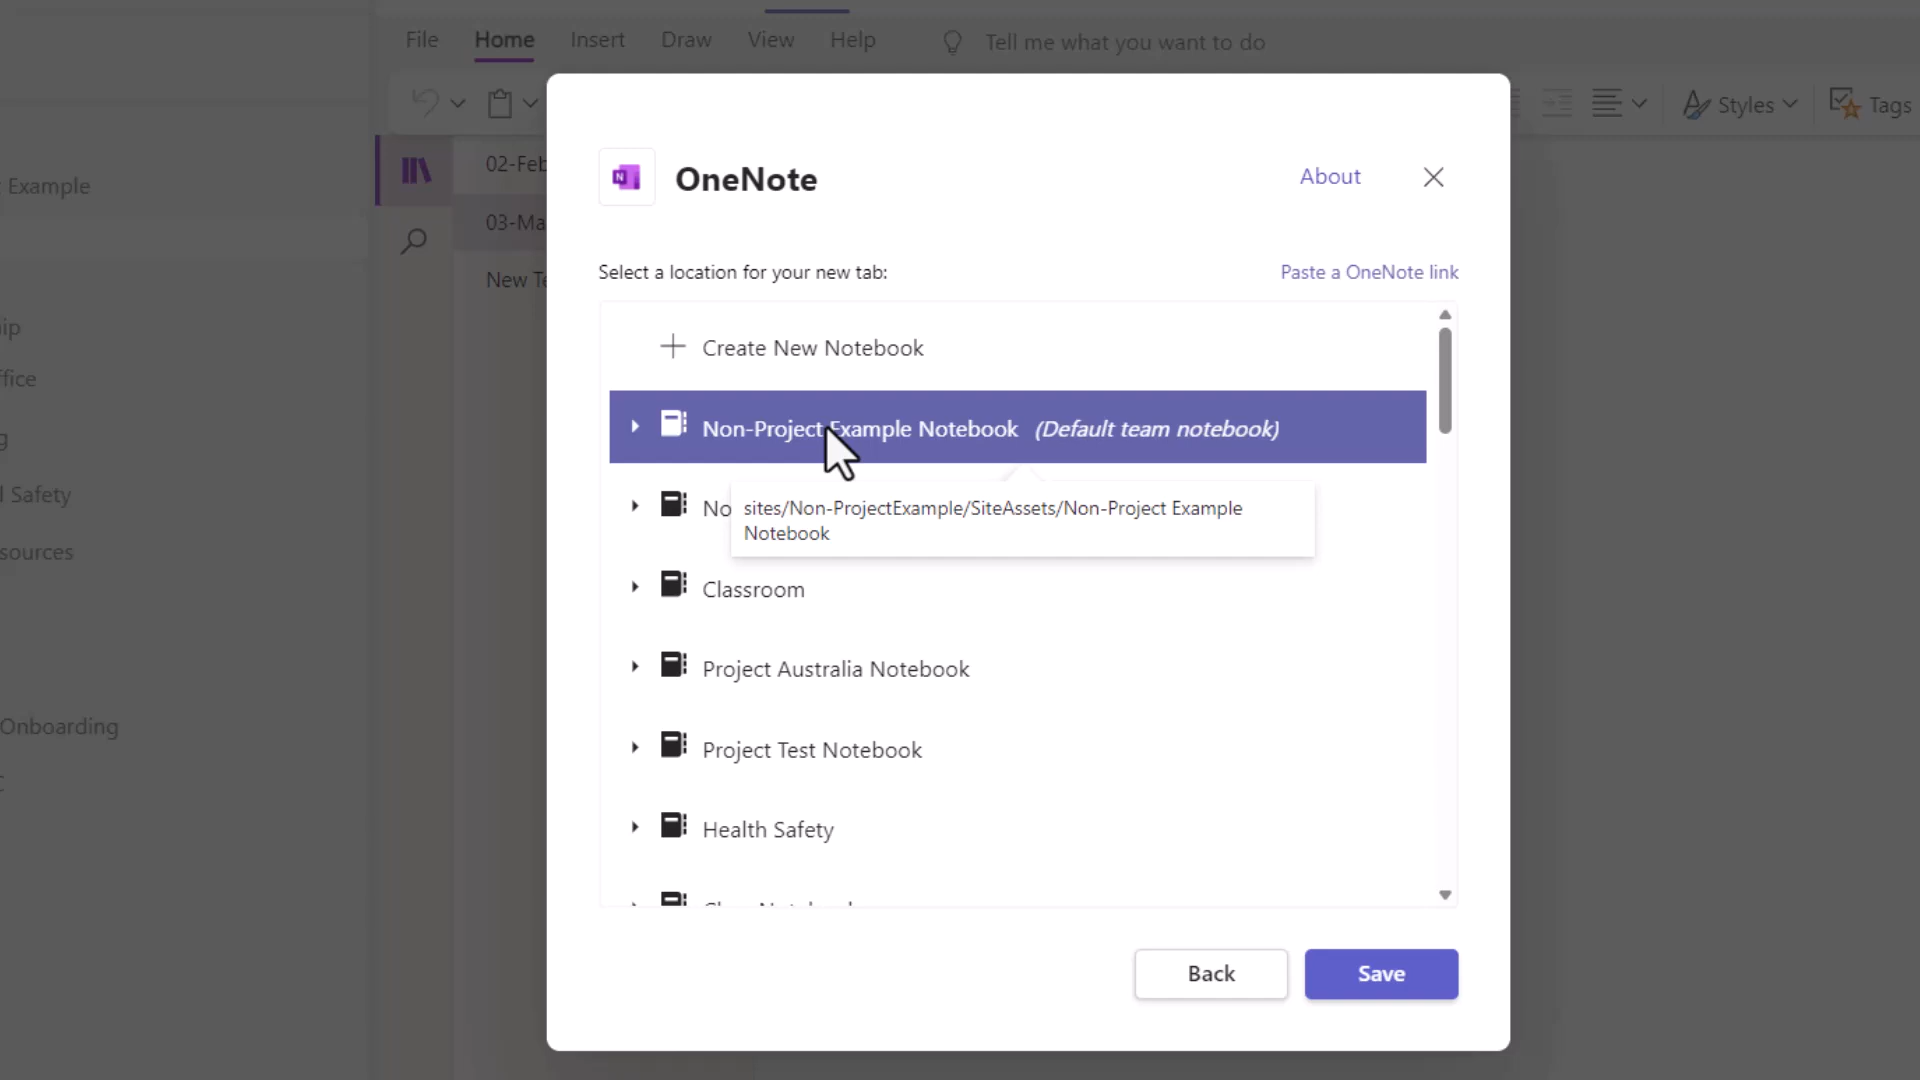 File Home Insert Draw View Help Tell me what you want to do
Styles Tags
02-Feb
Example
03-Ma
New Te
OneNote
About
Select a location for your new tab:
Paste a OneNote link
Create New Notebook
Non-Project Example Notebook (Default team notebook)
No
sites/Non-ProjectExample/SiteAssets/Non-Project Example
Notebook
Classroom
Project Australia Notebook
Project Test Notebook
Health Safety
ip
fice
g
l Safety
sources
Onboarding
Back Save